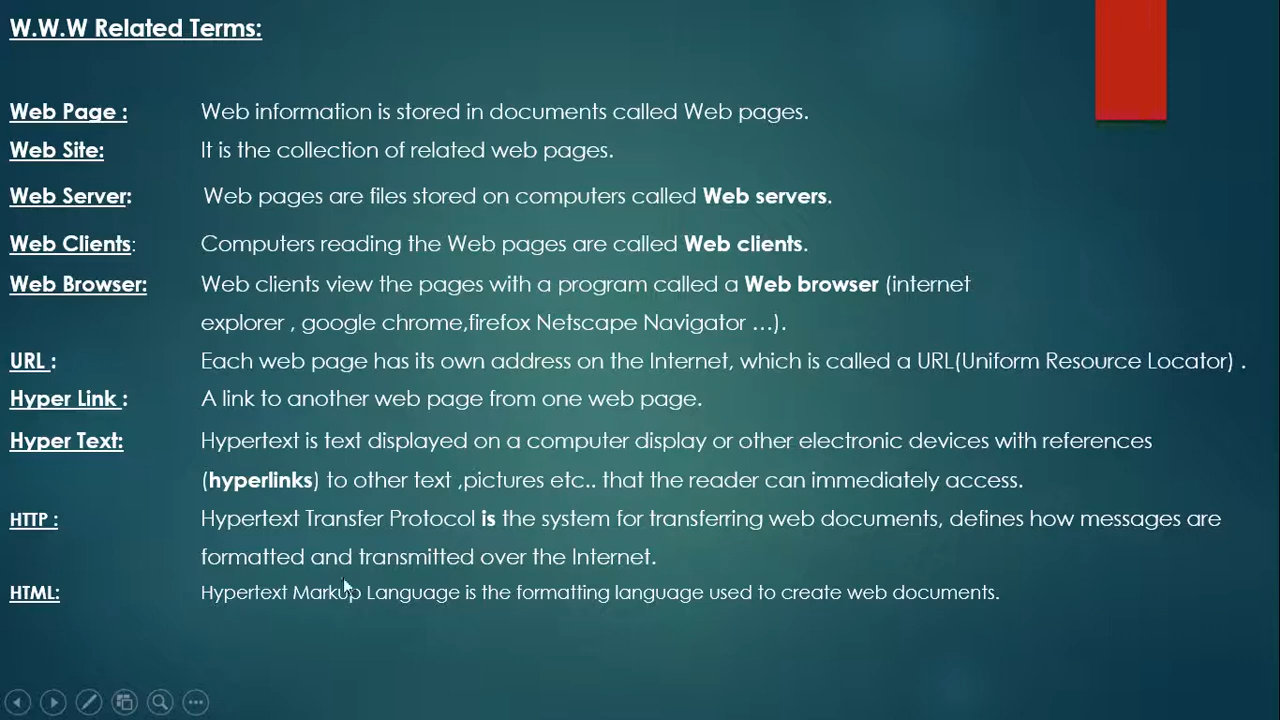 W.W.W Related Terms:
Web Page : Web information is stored in documents called Web pages.
Web Site: It is the collection of related web pages.
Web Server: Web pages are files stored on computers called Web servers.
Web Clients: Computers reading the Web pages are called Web clients.
Web Browser: Web clients view the pages with a program called a Web browser (internet
explorer , google chrome,firefox Netscape Navigator ...).
URL : Each web page has its own address on the Internet, which is called a URL(Uniform Resource Locator) .
Hyper Link : A link to another web page from one web page.
Hyper Text: Hypertext is text displayed on a computer display or other electronic devices with references
(hyperlinks) to other text ,pictures etc.. that the reader can immediately access.
HTTP : Hypertext Transfer Protocol is the system for transferring web documents, defines how messages are
formatted and transmitted over the Internet.
HTML: Hypertext Markup Language is the formatting language used to create web documents.